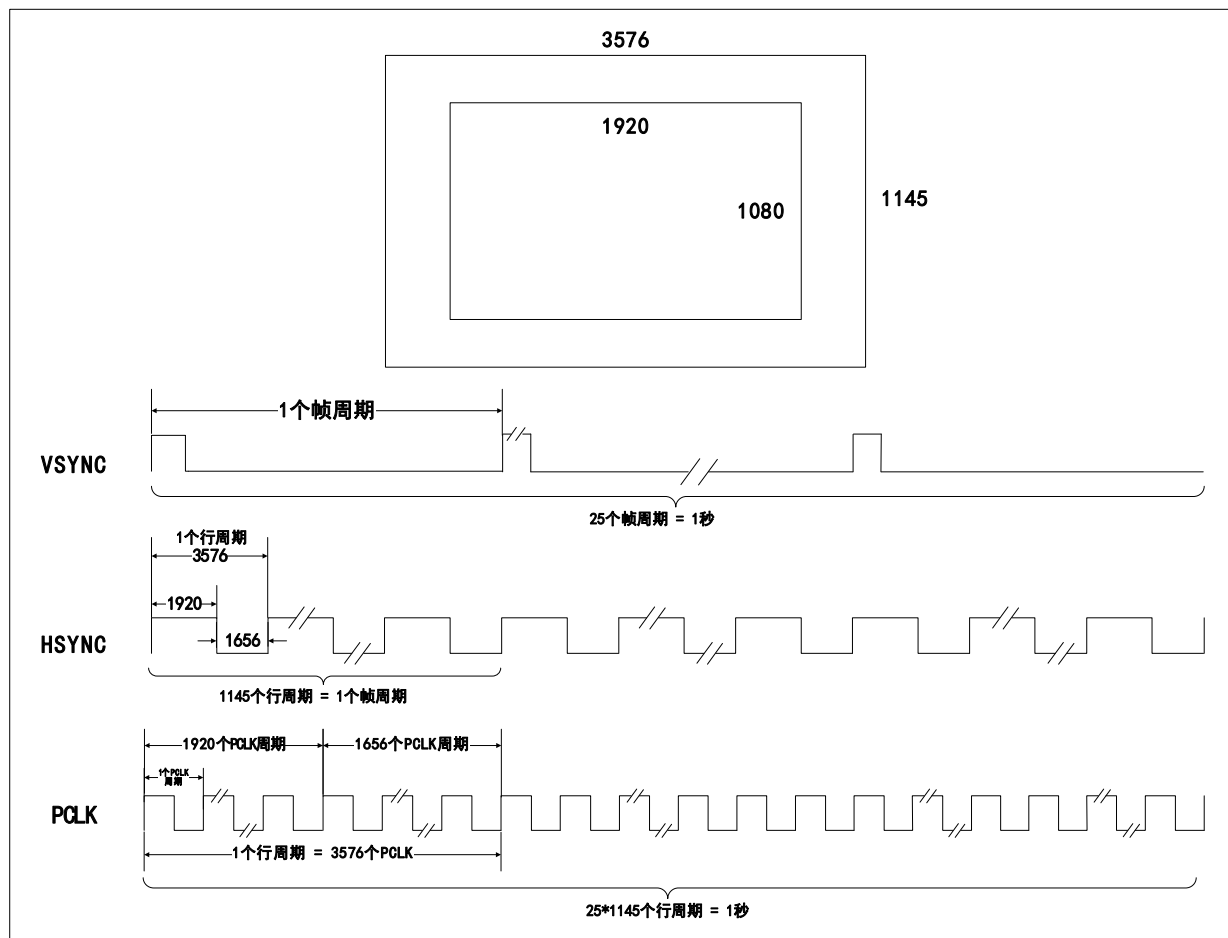 3576
1920
1080
1145
1个帧周期
VSYNC
25个帧周期 = 1秒
1个行周期
3576
1920
1656
HSYNC
1145个行周期 = 1个帧周期
1920个PCLK周期
1656个PCLK周期
1个PCLK
周期
PCLK
1个行周期 = 3576个PCLK
25*1145个行周期 = 1秒